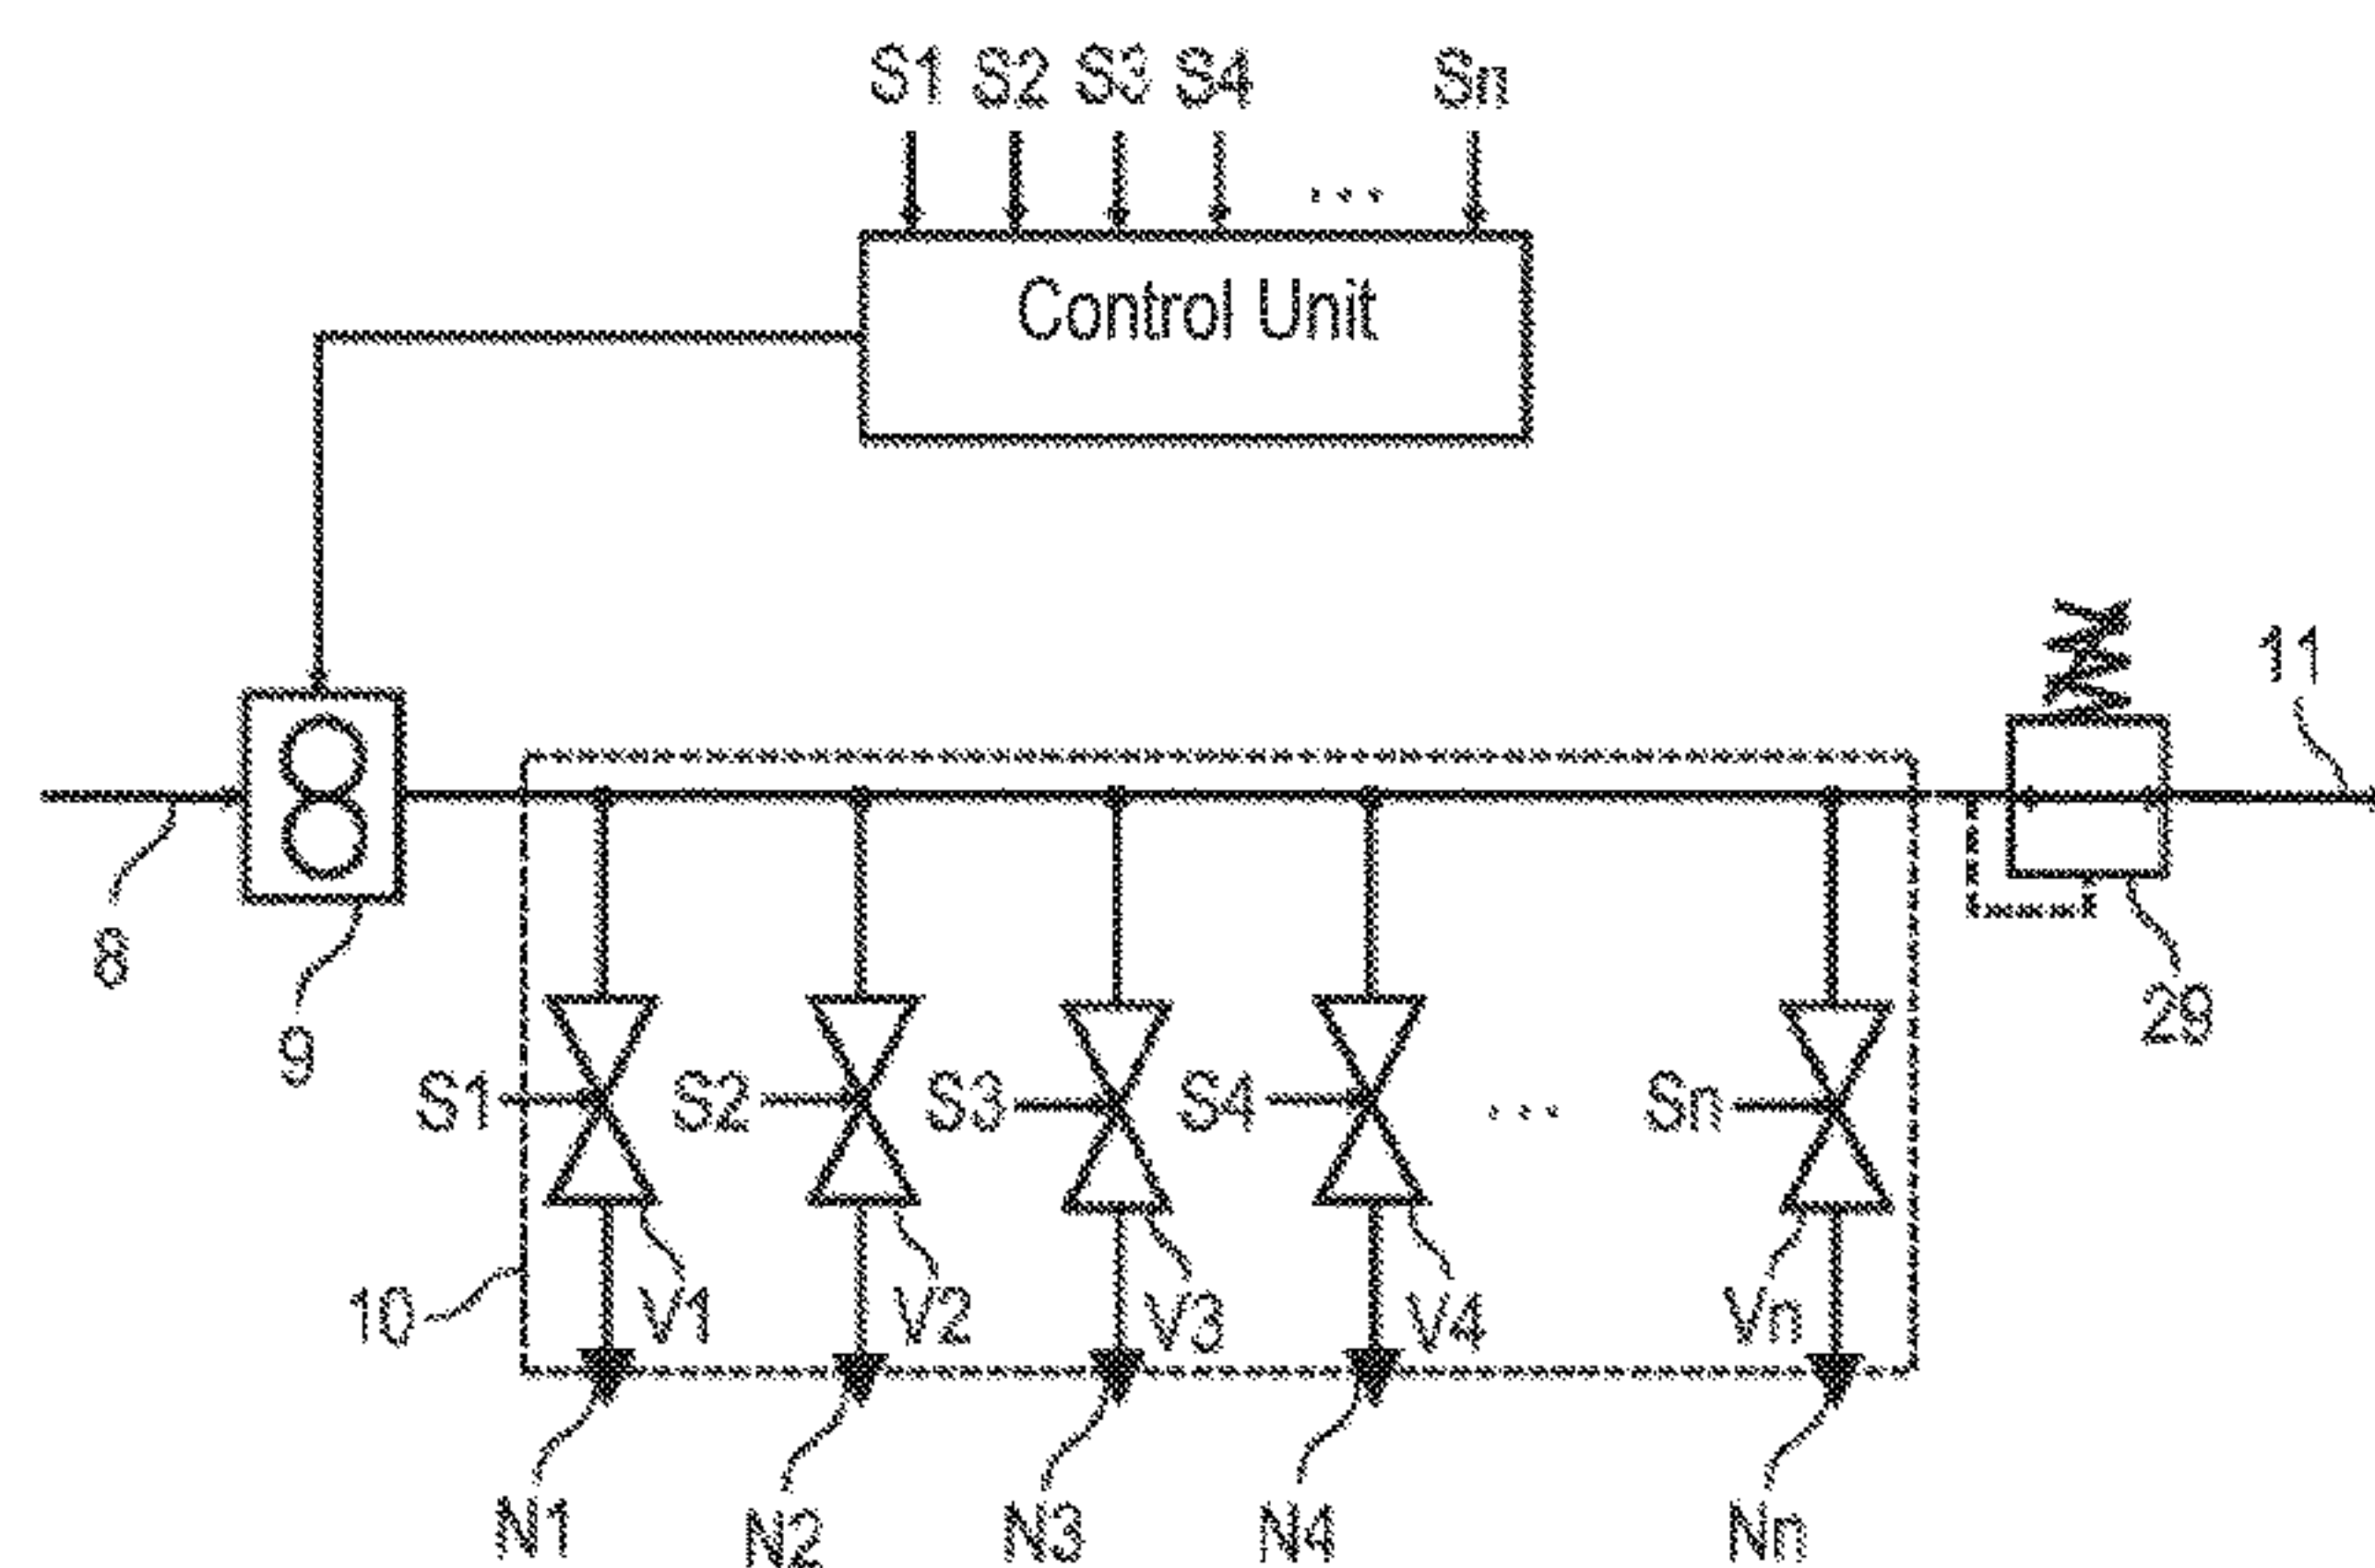 S1 S2 S3 S4 ... Sn
Control Unit
11
8
9
29
S1 S2 S3 S4 ... Sn
10 V1 V2 V3 V4 Vn
N1 N2 N3 N4 Nn